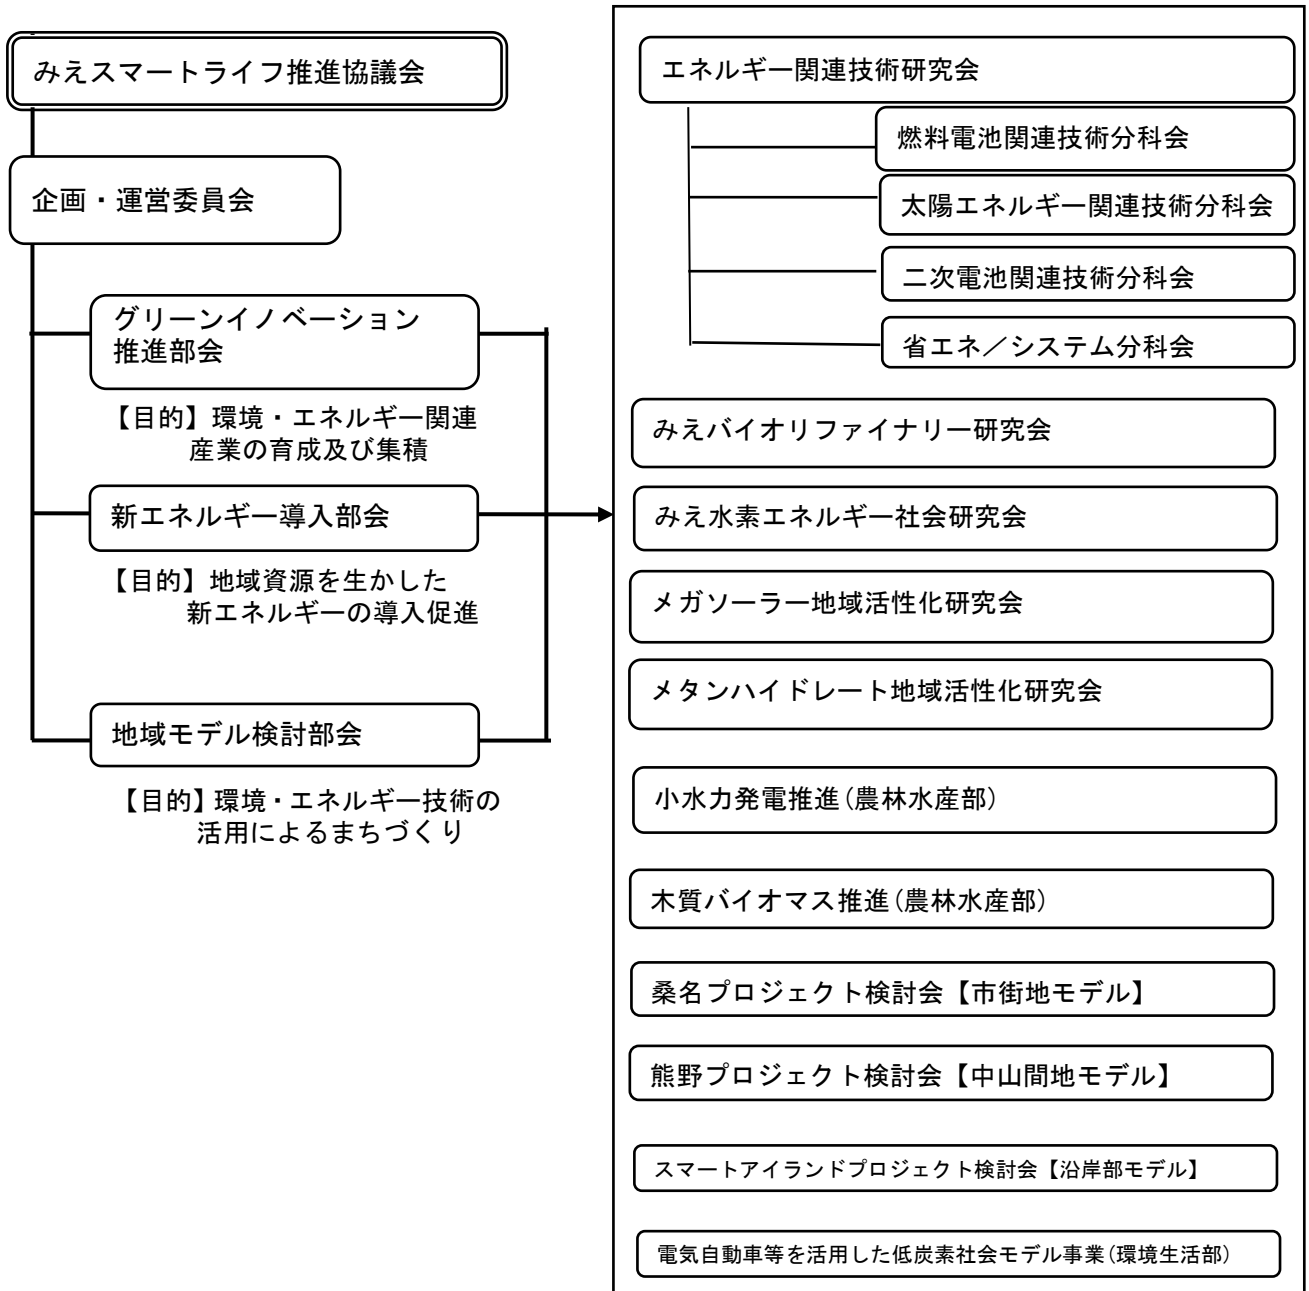 みえスマートライフ推進協議会
企画・運営委員会
グリーンイノベーション
推進部会
【目的】環境・エネルギー関連
産業の育成及び集積
新エネルギー導入部会
【目的】地域資源を生かした
新エネルギーの導入促進
地域モデル検討部会
【目的】環境・エネルギー技術の
活用によるまちづくり
エネルギー関連技術研究会
燃料電池関連技術分科会
太陽エネルギー関連技術分科会
二次電池関連技術分科会
省エネ／システム分科会
みえバイオリファイナリー研究会
みえ水素エネルギー社会研究会
メガソーラー地域活性化研究会
メタンハイドレート地域活性化研究会
小水力発電推進(農林水産部)
木質バイオマス推進(農林水産部)
桑名プロジェクト検討会【市街地モデル】
熊野プロジェクト検討会【中山間地モデル】
スマートアイランドプロジェクト検討会【沿岸部モデル】
電気自動車等を活用した低炭素社会モデル事業(環境生活部)